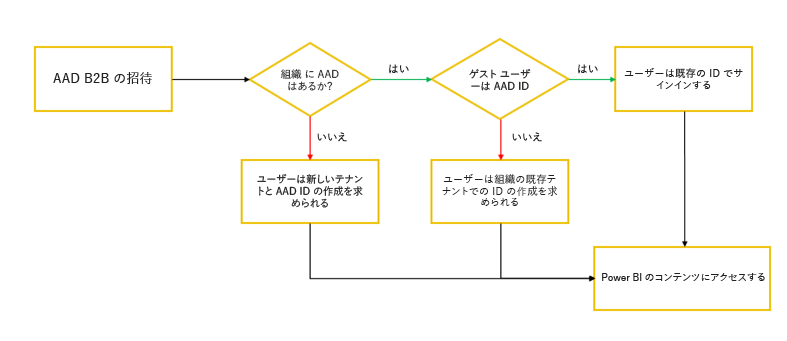 AAD B2B の招待
組織 に AAD
はあるか?
はい
ゲスト ユーザ
ーは AAD ID
はい
ユーザーは既存の ID でサ
インインする
いいえ
いいえ
ユーザーは新しいテナン
トと AAD ID の作成を求
められる
ユーザーは組織の既存テ
ナントでの ID の作成を求
められる
Power BI のコンテンツにアクセスする